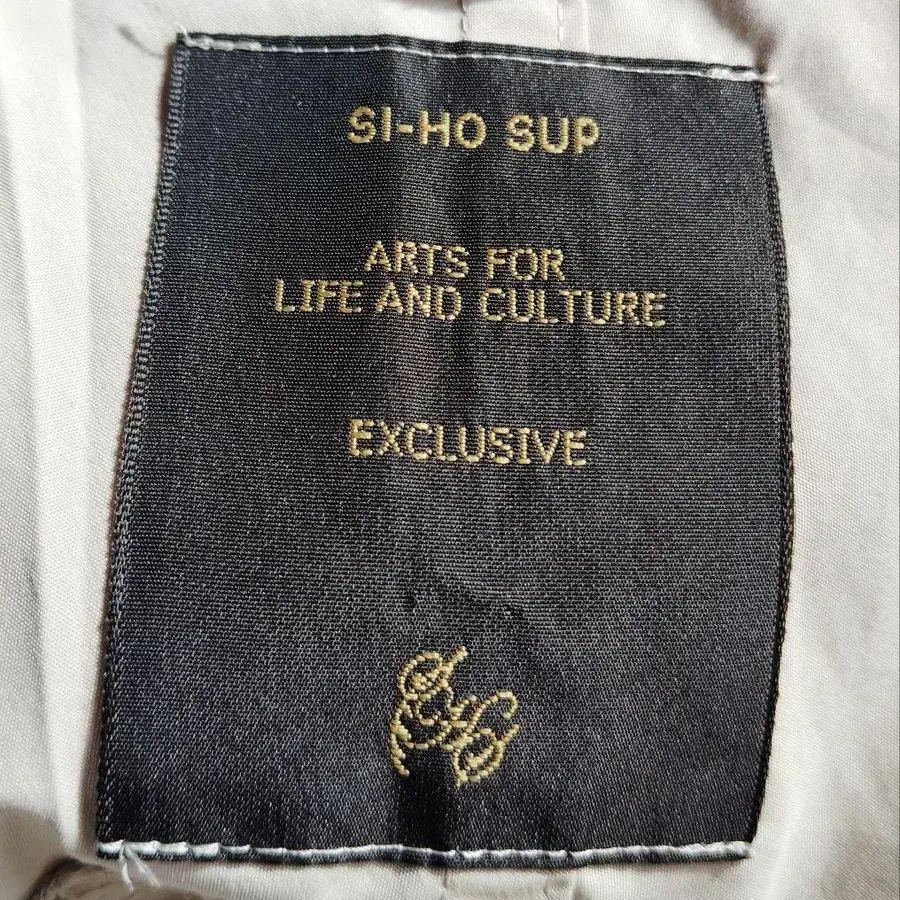 SI-HO SUP
ARTS FOR
LIFE AND CULTURE
EXCLUSIVE